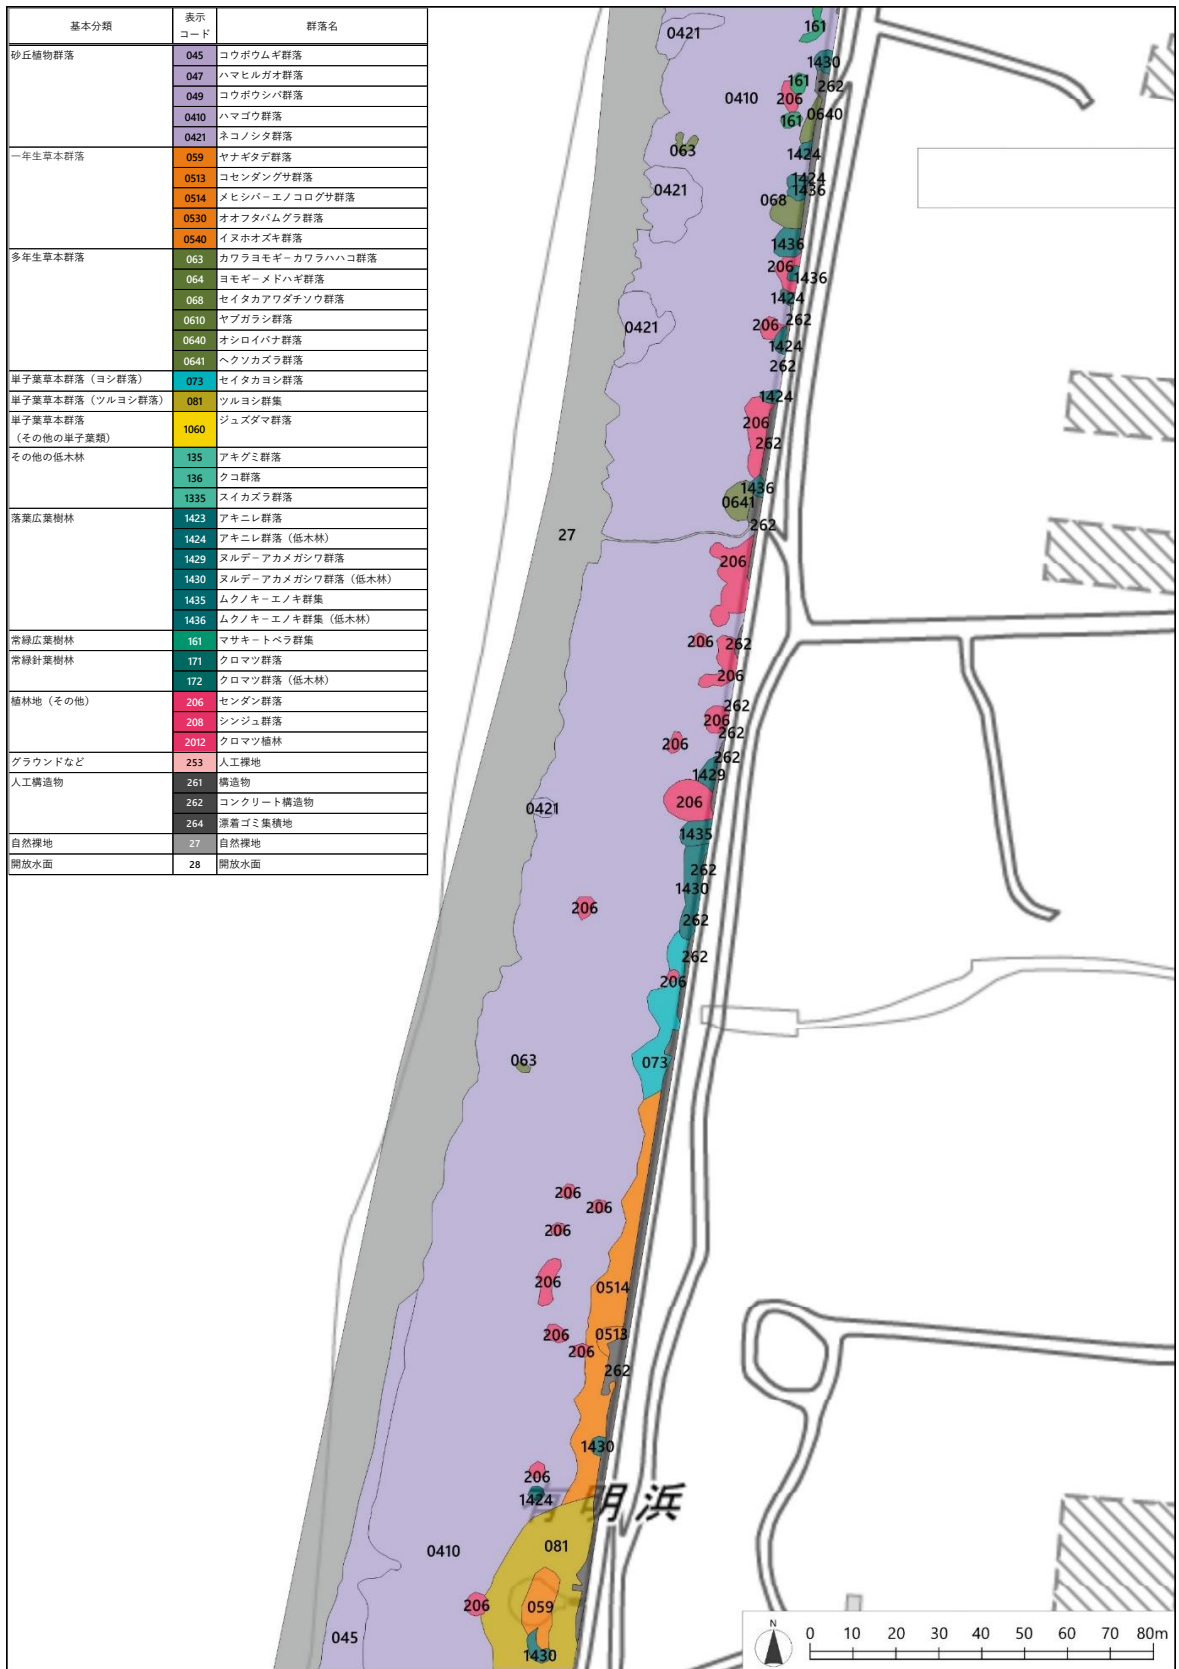 基本分類 表示コード 群落名
砂丘植物群落 045 コウボウムギ群落
047 ハマヒルガオ群落
049 コウボウシバ群落
0410 ハマゴウ群落
0421 ネコノシタ群落
一年生草本群落 059 ヤナギタデ群落
0513 コセンダングサ群落
0514 メヒシバ－エノコログサ群落
0530 オオフタバムグラ群落
0540 イヌホオズキ群落
多年生草本群落 063 カワラヨモギ－カワラハハコ群落
064 ヨモギ－メドハギ群落
068 セイタカアワダチソウ群落
0610 ヤブガラシ群落
0640 オシロイバナ群落
0641 ヘクソカズラ群落
単子葉草本群落（ヨシ群落） 073 セイタカヨシ群落
単子葉草本群落（ツルヨシ群落） 081 ツルヨシ群集
単子葉草本群落 1060 ジュズダマ群落
（その他の単子葉類）
その他の低木林 135 アキグミ群落
136 クコ群落
1335 スイカズラ群落
落葉広葉樹林 1423 アキニレ群落
1424 アキニレ群落（低木林）
1429 ヌルデ－アカメガシワ群落
1430 ヌルデ－アカメガシワ群落（低木林）
1435 ムクノキ－エノキ群集
1436 ムクノキ－エノキ群集（低木林）
常緑広葉樹林 161 マサキ－トベラ群集
常緑針葉樹林 171 クロマツ群落
172 クロマツ群落（低木林）
植林地（その他） 206 センダン群落
208 シンジュ群落
2012 クロマツ植林
グラウンドなど 253 人工裸地
人工構造物 261 構造物
262 コンクリート構造物
264 漂着ゴミ集積地
自然裸地 27 自然裸地
開放水面 28 開放水面
161
0421
1430
161
262
0410
206
0640
161
063
1424
1424
0421
1436
068
1436
206
1436
1424
262
0421
206
1424
262
1424
206
262
1436
0641
262
27
206
206
262
206
262
206
262
206
262
1429
206
0421
1435
262
1430
206
262
262
206
063
073
206
206
206
206
0514
206
0513
206
262
1430
206
1424
有明浜
081
0410
206
059
045
1430
N
0 10 20 30 40 50 60 70 80m